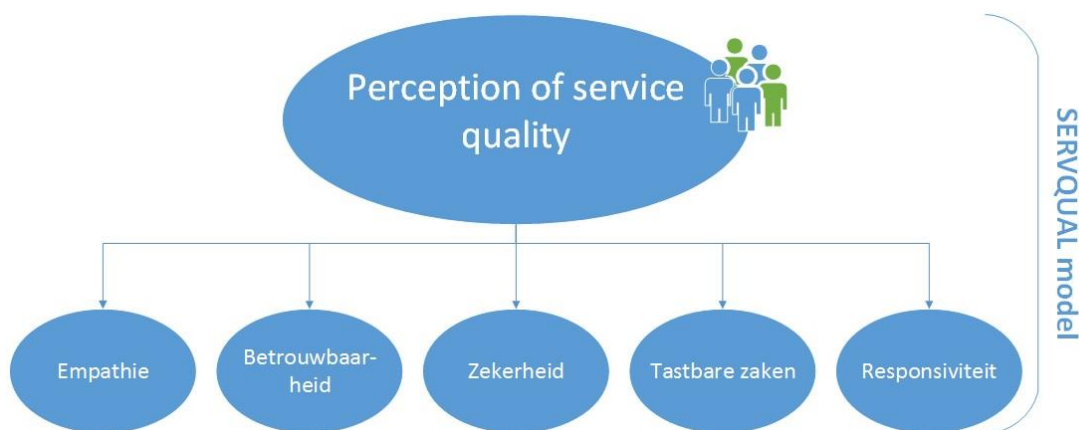 Perception of service
quality
SERVQUAL model
Empathie
Betrouwbaar-
heid
Zekerheid
Tastbare zaken
Responsiviteit